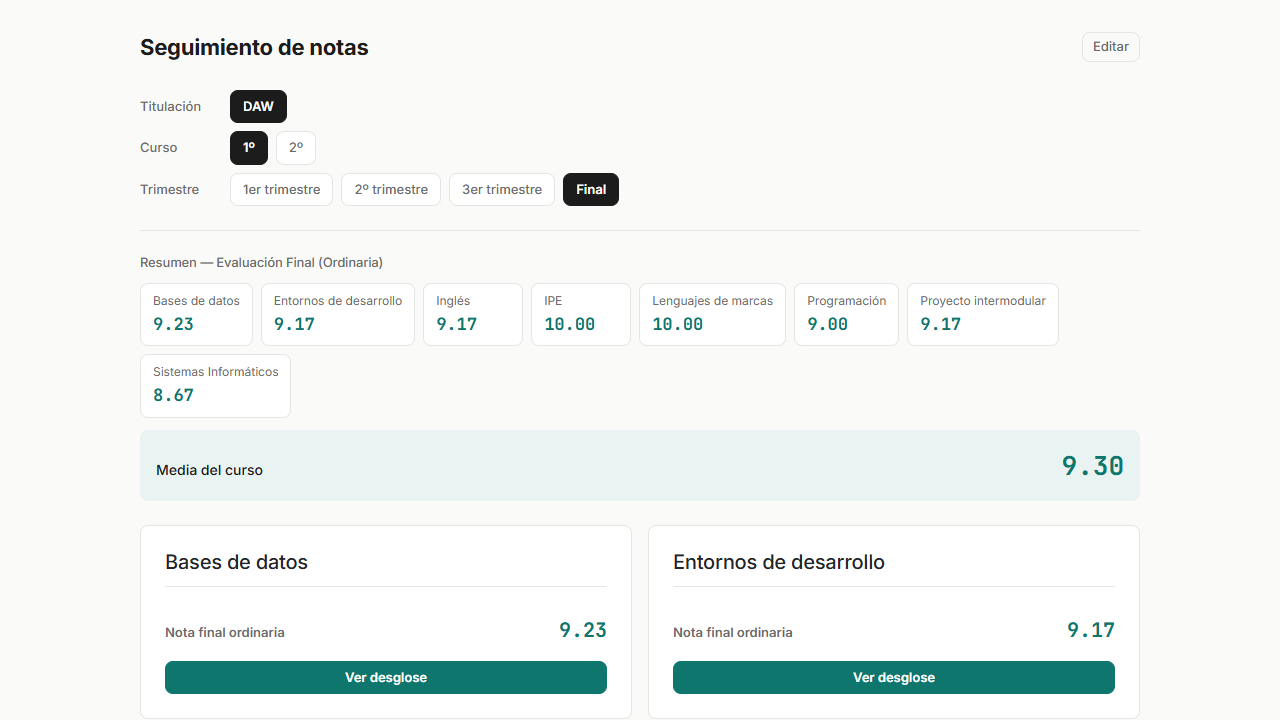 Seguimiento de notas
Editar
Titulación DAW
Curso 1º 2º
Trimestre 1er trimestre 2º trimestre 3er trimestre Final
Resumen — Evaluación Final (Ordinaria)
Bases de datos
9.23
Entornos de desarrollo
9.17
Inglés
9.17
IPE
10.00
Lenguajes de marcas
10.00
Programación
9.00
Proyecto intermodular
9.17
Sistemas Informáticos
8.67
Media del curso 9.30
Bases de datos
Nota final ordinaria 9.23
Ver desglose
Entornos de desarrollo
Nota final ordinaria 9.17
Ver desglose